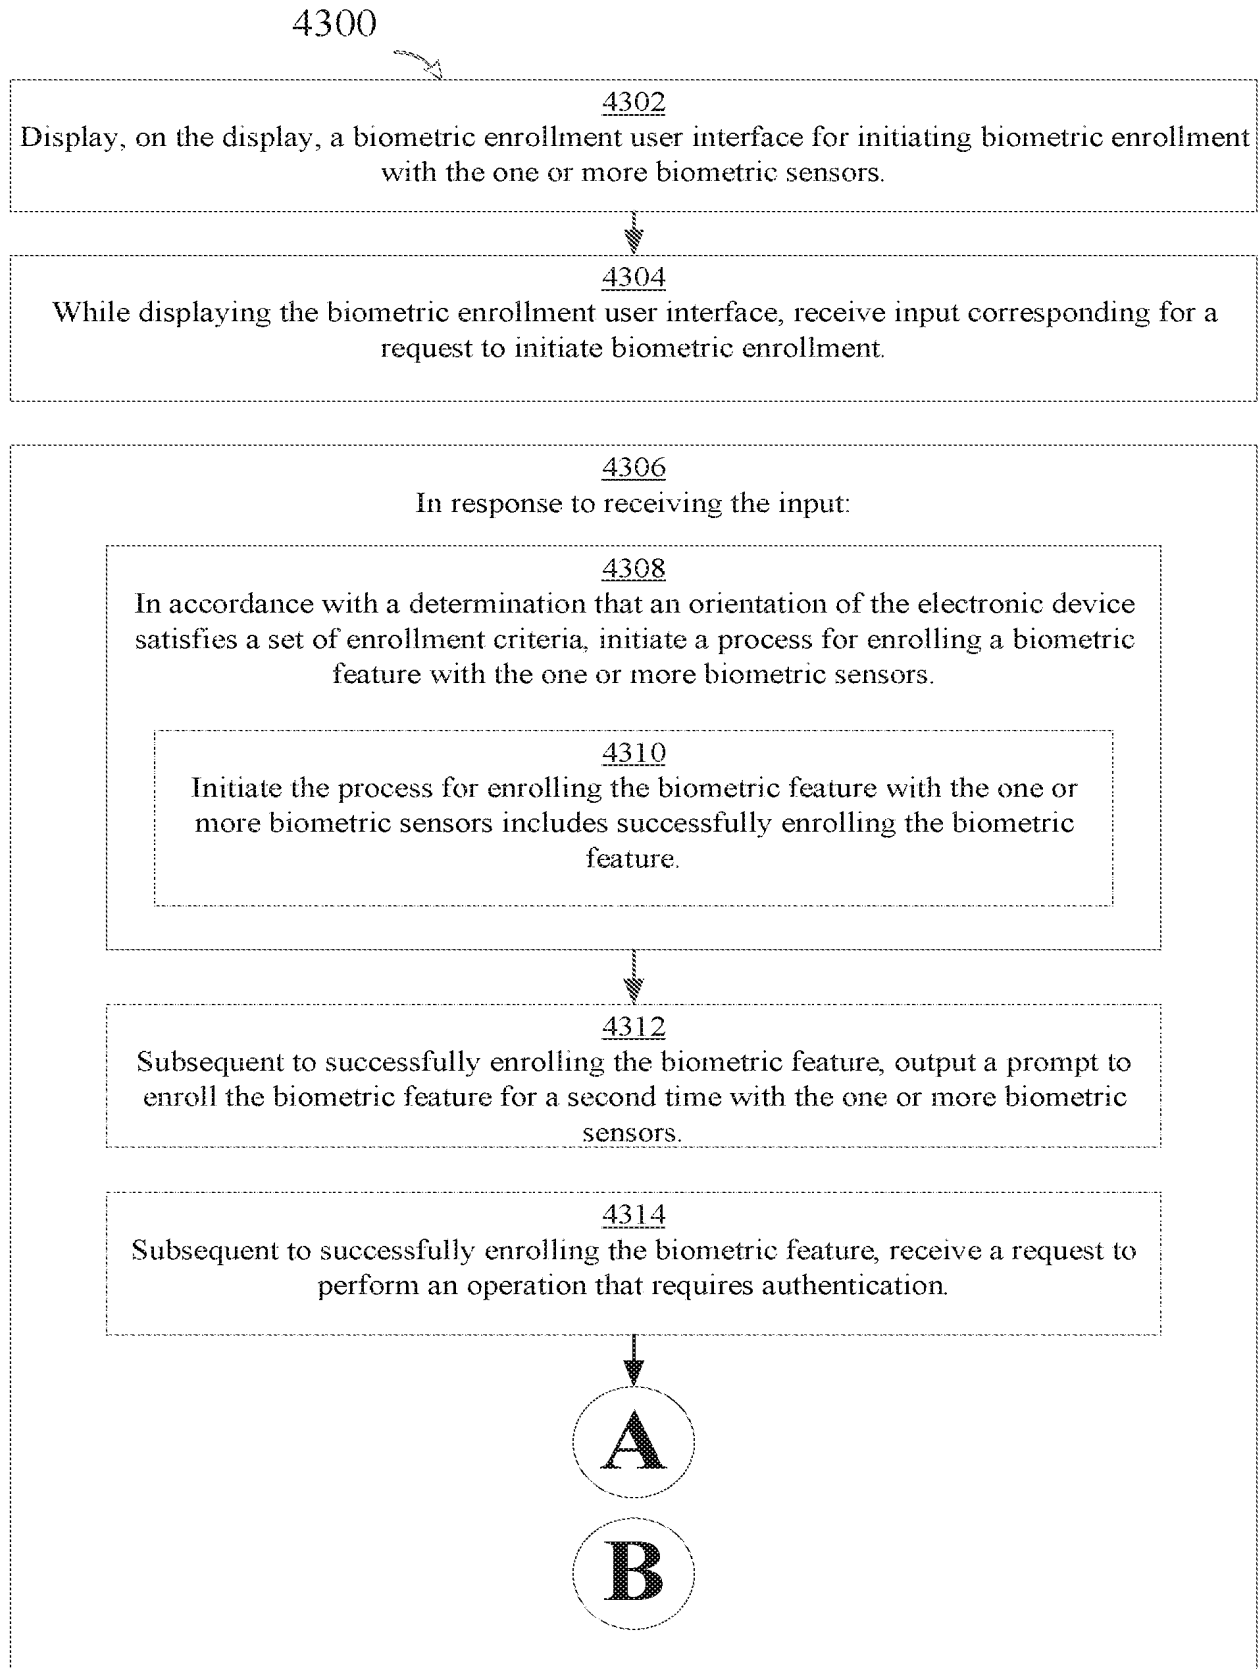 4300
4302
Display, on the display, a biometric enrollment user interface for initiating biometric enrollment
with the one or more biometric sensors.
4304
While displaying the biometric enrollment user interface, receive input corresponding for a
request to initiate biometric enrollment.
4306
In response to receiving the input:
4308
In accordance with a determination that an orientation of the electronic device
satisfies a set of enrollment criteria, initiate a process for enrolling a biometric
feature with the one or more biometric sensors.
4310
Initiate the process for enrolling the biometric feature with the one or
more biometric sensors includes successfully enrolling the biometric
feature.
4312
Subsequent to successfully enrolling the biometric feature, output a prompt to
enroll the biometric feature for a second time with the one or more biometric
sensors.
4314
Subsequent to successfully enrolling the biometric feature, receive a request to
perform an operation that requires authentication.
A
B